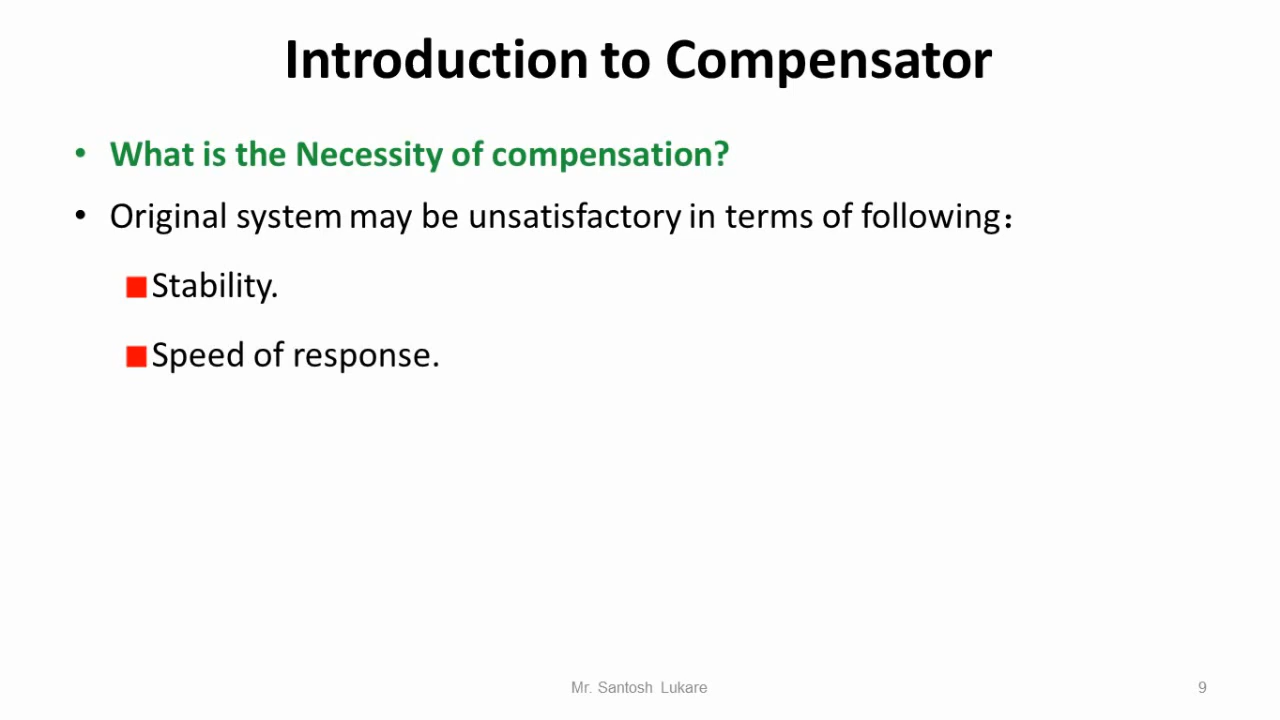 Introduction to Compensator
• What is the Necessity of compensation?
• Original system may be unsatisfactory in terms of following：
■Stability.
■Speed of response.
Mr. Santosh Lukare
9